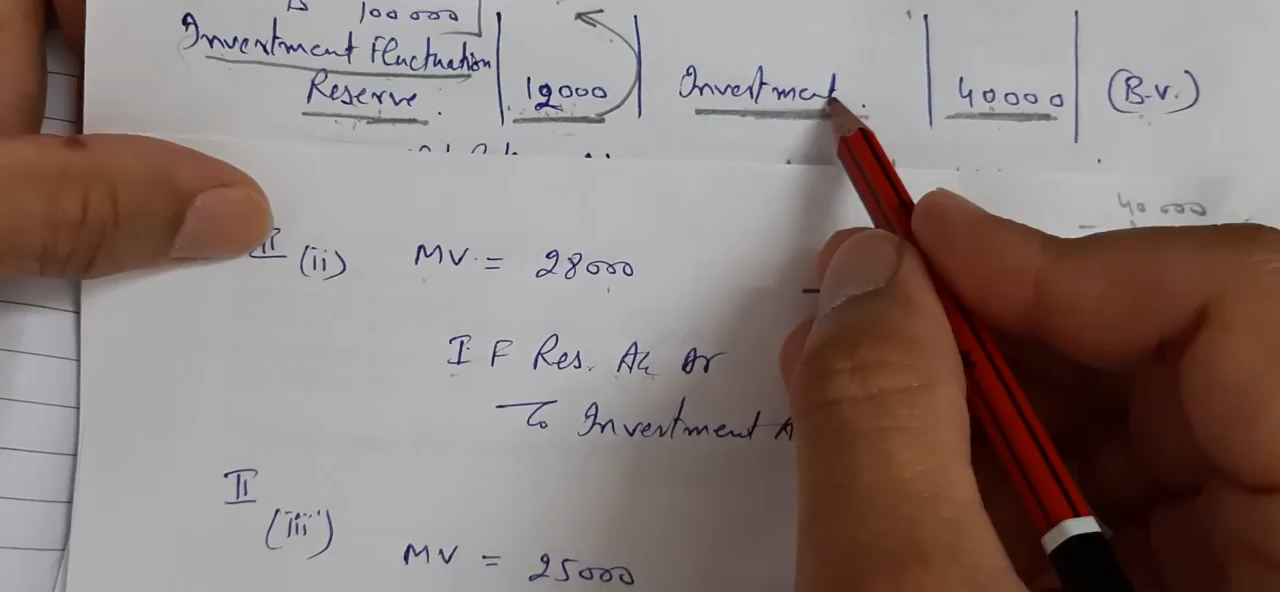 100000
Investment Fluctuation
Reserve. 12000 Investment. 40000 (B.V.)
40000
II (ii) MV. = 28000
I F Res. A/c Dr
To Investment A
II
(iii) MV = 25000